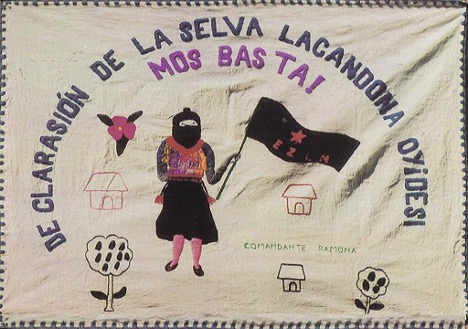 DE CLARASIÓN DE LA SELVA LACANDONA OYiDESI
MOS BASTA!
EZLN
COMANDANTE RAMONA